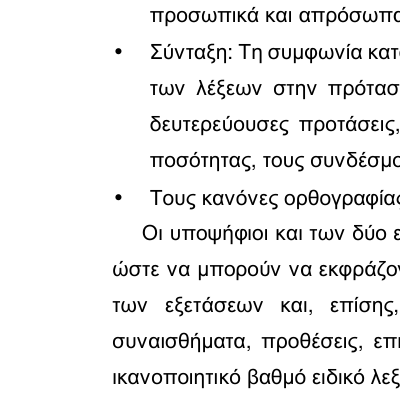 προσωπικά και απρόσωπα
• Σύνταξη: Τη συμφωνία κατ
των λέξεων στην πρότασ
δευτερεύουσες προτάσεις,
ποσότητας, τους συνδέσμο
• Τους κανόνες ορθογραφίας
Οι υποψήφιοι και των δύο ε
ώστε να μπορούν να εκφράζον
των εξετάσεων και, επίσης,
συναισθήματα, προθέσεις, επι
ικανοποιητικό βαθμό ειδικό λεξ